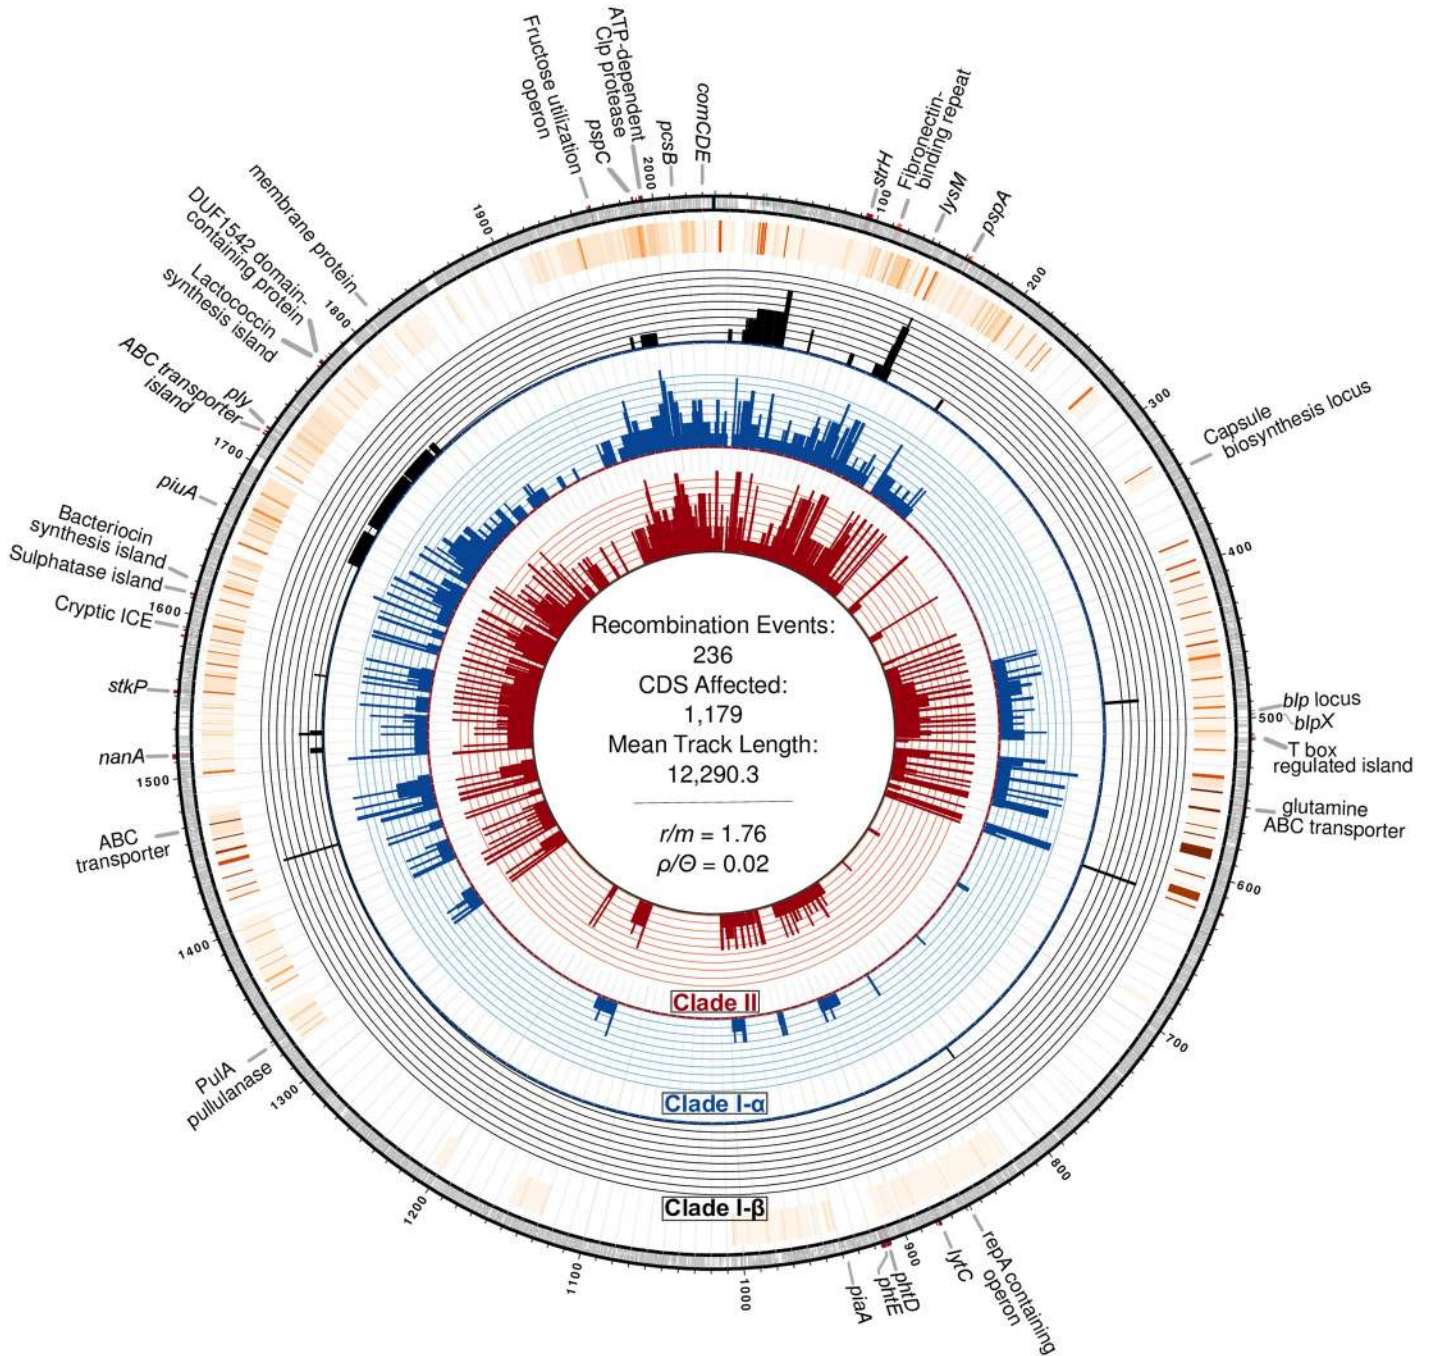 Fructose utilization
operon
pspC
ATP-dependent
Clp protease
2000
pcsB
comCDE
strH
100
Fibronectin-
binding repeat
lysM
pspA
200
300
Capsule
biosynthesis locus
400
blp locus
500
blpX
T box
regulated island
glutamine
ABC transporter
600
700
800
repA containing
operon
lytC
900
phtD
phtE
piaA
1000
1100
1200
1300
PulA
pullulanase
1400
ABC
transporter
1500
nanA
stkP
Cryptic ICE
1600
Sulphatase island
Bacteriocin
synthesis island
piuA
1700
ABC transporter
island
ply
Lactococcin
synthesis island
DUF1542 domain-
containing protein
1800
membrane protein
1900
Recombination Events:
236
CDS Affected:
1,179
Mean Track Length:
12,290.3
r/m = 1.76
ρ/Θ = 0.02
Clade II
Clade I-α
Clade I-β